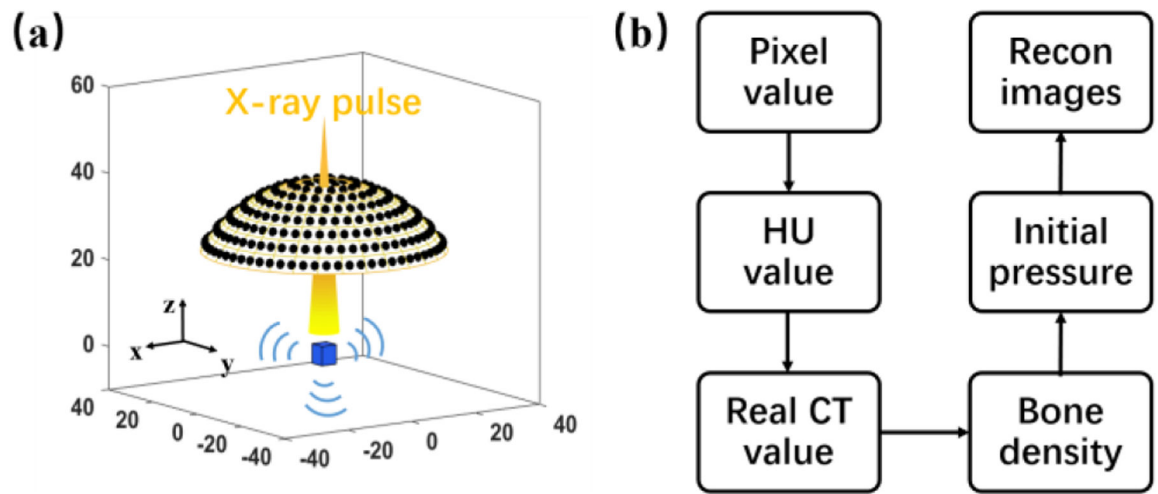 (a)
X-ray pulse
60
40
20
0
z
x
y
40
20
0
-20
-40
-40
-20
0
20
40
(b)
Pixel
value
HU
value
Real CT
value
Bone
density
Initial
pressure
Recon
images